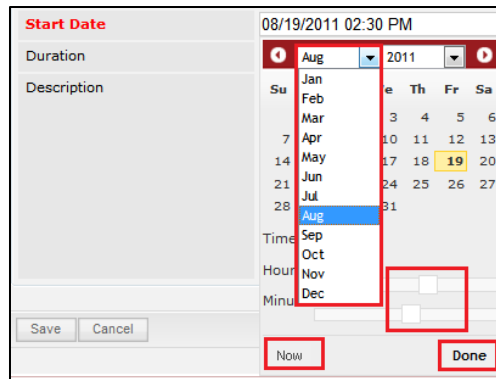 Start Date 08/19/2011 02:30 PM
Duration Aug 2011
Description Su e Th Fr Sa
Jan
Feb
Mar 3 4 5 6
7 Apr 10 11 12 13
14 May 17 18 19 20
21 Jun 24 25 26 27
Jul
28 Aug 31
Time Sep
Oct
Hour Nov
Minu Dec
Save Cancel
Now Done